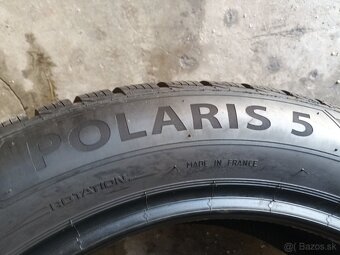 POLARIS 5
MADE IN FRANCE
ROTATION
Bazos.sk